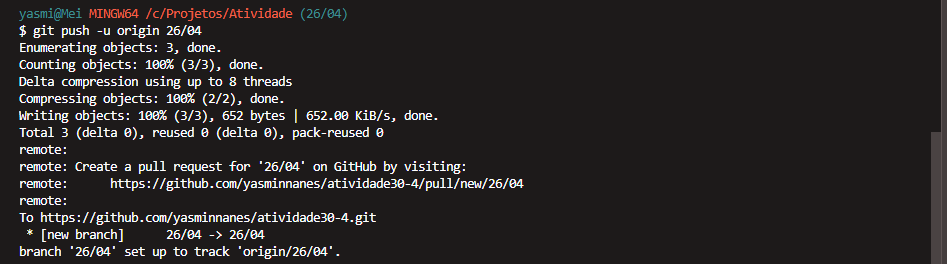 yasmi@Mei MINGW64 /c/Projetos/Atividade (26/04)
$ git push -u origin 26/04
Enumerating objects: 3, done.
Counting objects: 100% (3/3), done.
Delta compression using up to 8 threads
Compressing objects: 100% (2/2), done.
Writing objects: 100% (3/3), 652 bytes | 652.00 KiB/s, done.
Total 3 (delta 0), reused 0 (delta 0), pack-reused 0
remote:
remote: Create a pull request for '26/04' on GitHub by visiting:
remote:      https://github.com/yasminnanes/atividade30-4/pull/new/26/04
remote:
To https://github.com/yasminnanes/atividade30-4.git
 * [new branch]      26/04 -> 26/04
branch '26/04' set up to track 'origin/26/04'.